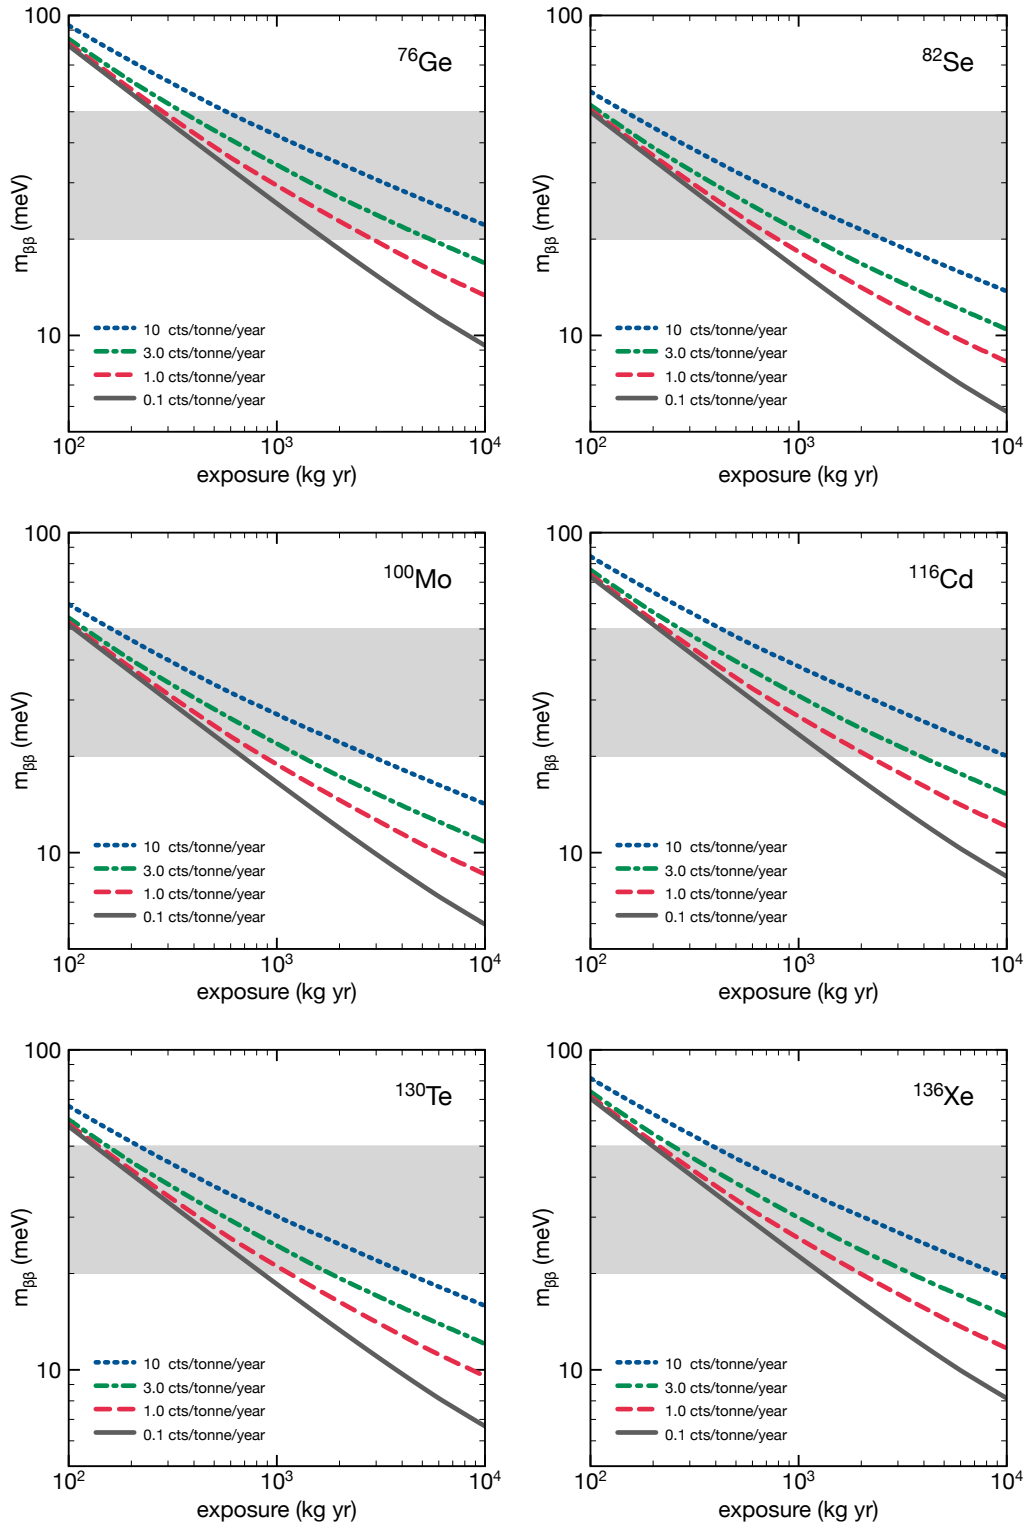 100
⁷⁶Ge
mββ (meV)
10
10 cts/tonne/year
3.0 cts/tonne/year
1.0 cts/tonne/year
0.1 cts/tonne/year
10² 10³ 10⁴
exposure (kg yr)
100
⁸²Se
mββ (meV)
10
10 cts/tonne/year
3.0 cts/tonne/year
1.0 cts/tonne/year
0.1 cts/tonne/year
10² 10³ 10⁴
exposure (kg yr)
100
¹⁰⁰Mo
mββ (meV)
10
10 cts/tonne/year
3.0 cts/tonne/year
1.0 cts/tonne/year
0.1 cts/tonne/year
10² 10³ 10⁴
exposure (kg yr)
100
¹¹⁶Cd
mββ (meV)
10
10 cts/tonne/year
3.0 cts/tonne/year
1.0 cts/tonne/year
0.1 cts/tonne/year
10² 10³ 10⁴
exposure (kg yr)
100
¹³⁰Te
mββ (meV)
10
10 cts/tonne/year
3.0 cts/tonne/year
1.0 cts/tonne/year
0.1 cts/tonne/year
10² 10³ 10⁴
exposure (kg yr)
100
¹³⁶Xe
mββ (meV)
10
10 cts/tonne/year
3.0 cts/tonne/year
1.0 cts/tonne/year
0.1 cts/tonne/year
10² 10³ 10⁴
exposure (kg yr)